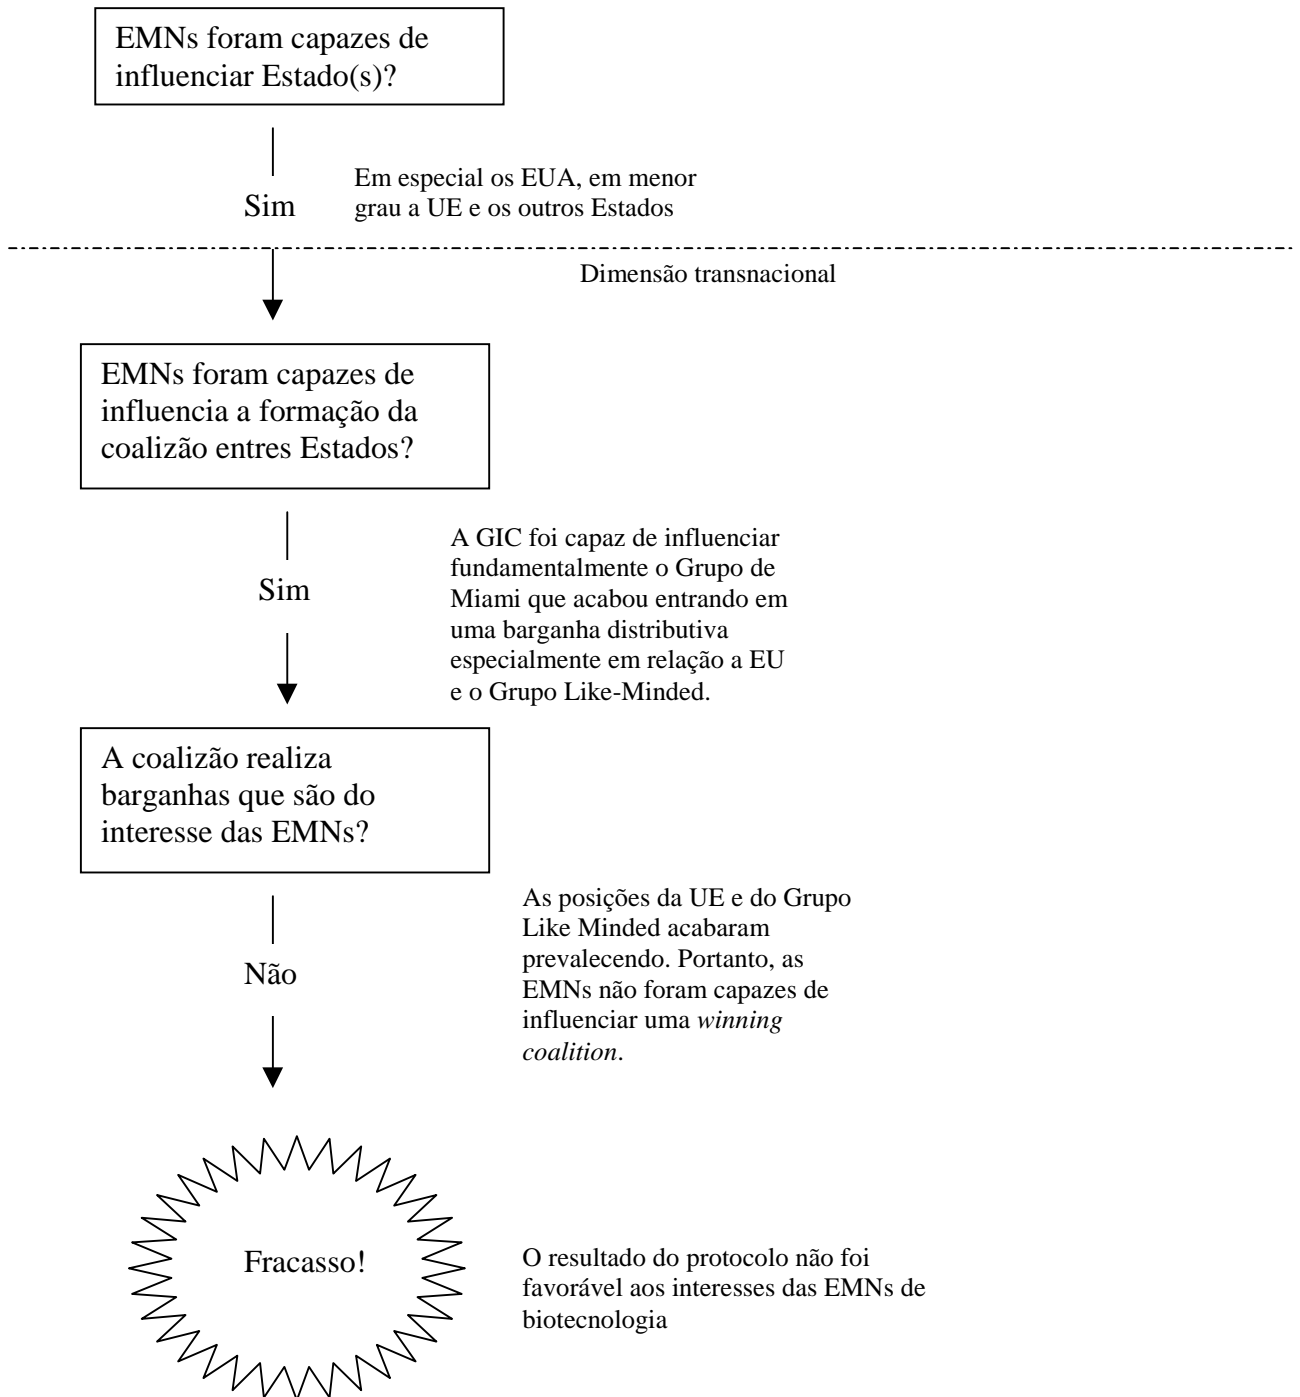 EMNs foram capazes de
influenciar Estado(s)?
Sim
Em especial os EUA, em menor
grau a UE e os outros Estados
Dimensão transnacional
EMNs foram capazes de
influencia a formação da
coalizão entres Estados?
Sim
A GIC foi capaz de influenciar
fundamentalmente o Grupo de
Miami que acabou entrando em
uma barganha distributiva
especialmente em relação a EU
e o Grupo Like-Minded.
A coalizão realiza
barganhas que são do
interesse das EMNs?
Não
As posições da UE e do Grupo
Like Minded acabaram
prevalecendo. Portanto, as
EMNs não foram capazes de
influenciar uma winning
coalition.
Fracasso!
O resultado do protocolo não foi
favorável aos interesses das EMNs de
biotecnologia